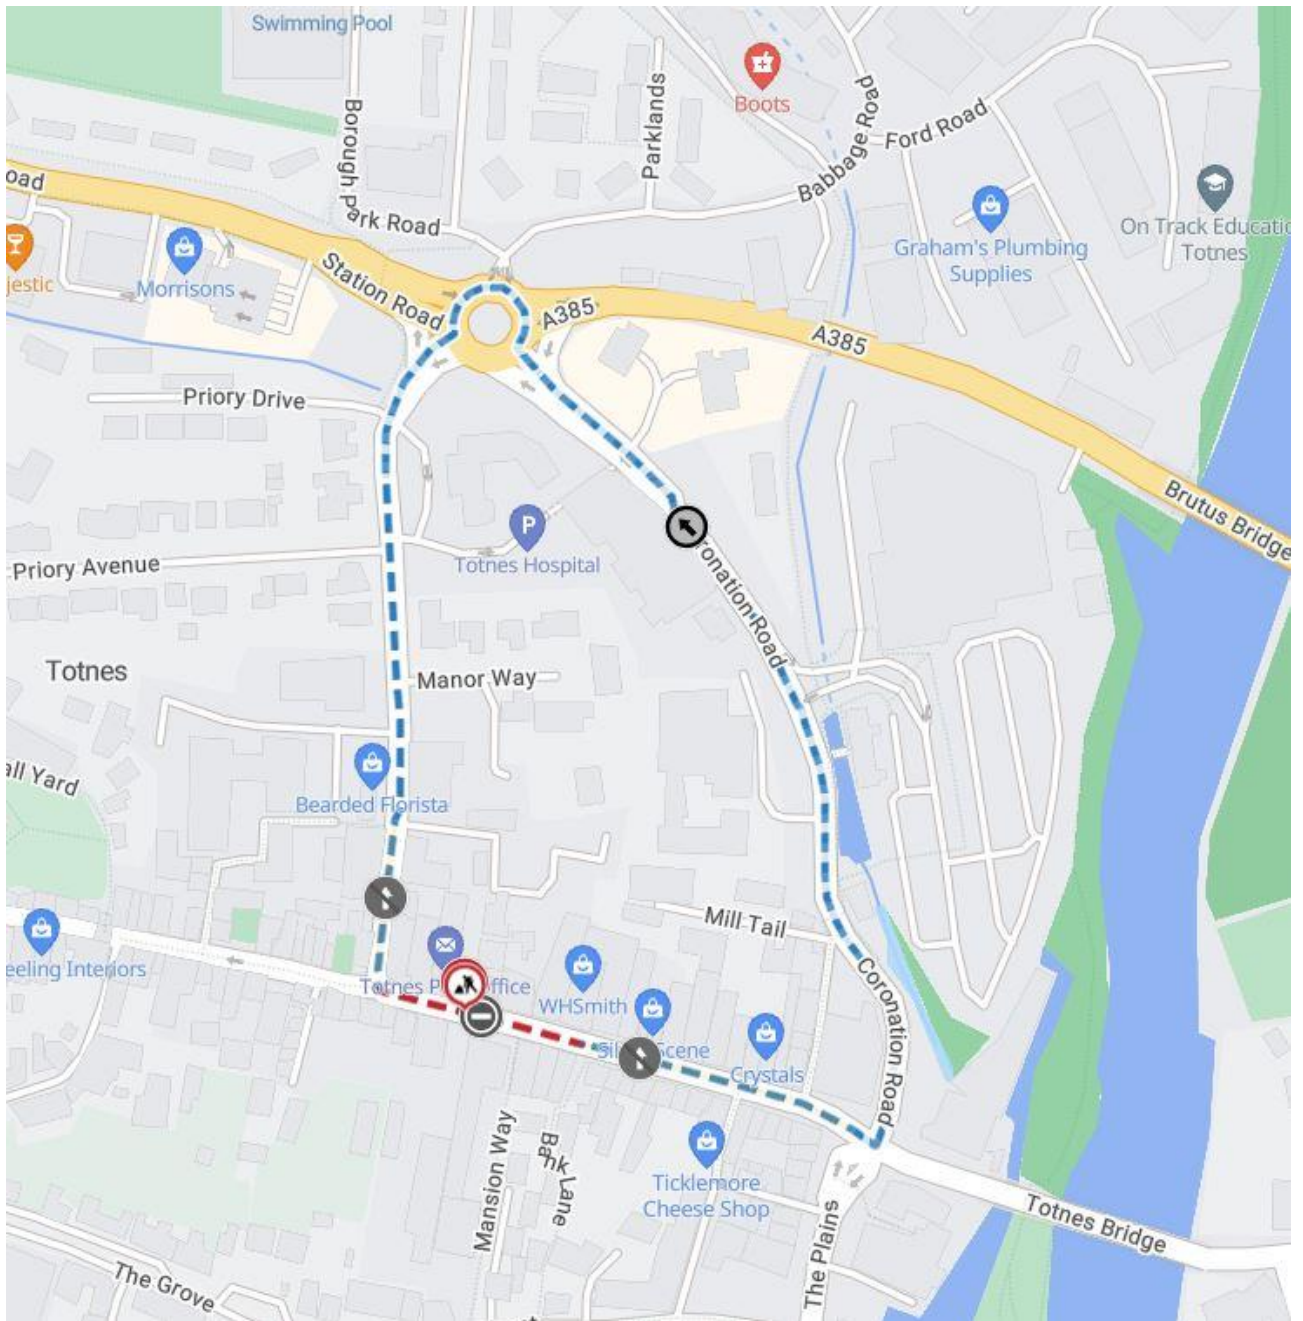 Swimming Pool
Boots
Borough
Park Road
Parklands
Babbage Road
Ford Road
oad
On Track Educatio
Totnes
Graham's Plumbing
Supplies
jestic
Morrisons
Station Road
A385
A385
Priory Drive
Brutus Bridge
P
Totnes Hospital
Priory Avenue
ronation Road
Totnes
Manor Way
all Yard
Bearded Florista
Mill Tail
eeling Interiors
Totnes P ffice
WHSmith
Coronation Road
Sil Scene
Crystals
Mansion Way
Bank Lane
Ticklemore
Cheese Shop
The Plains
Totnes Bridge
The Grove